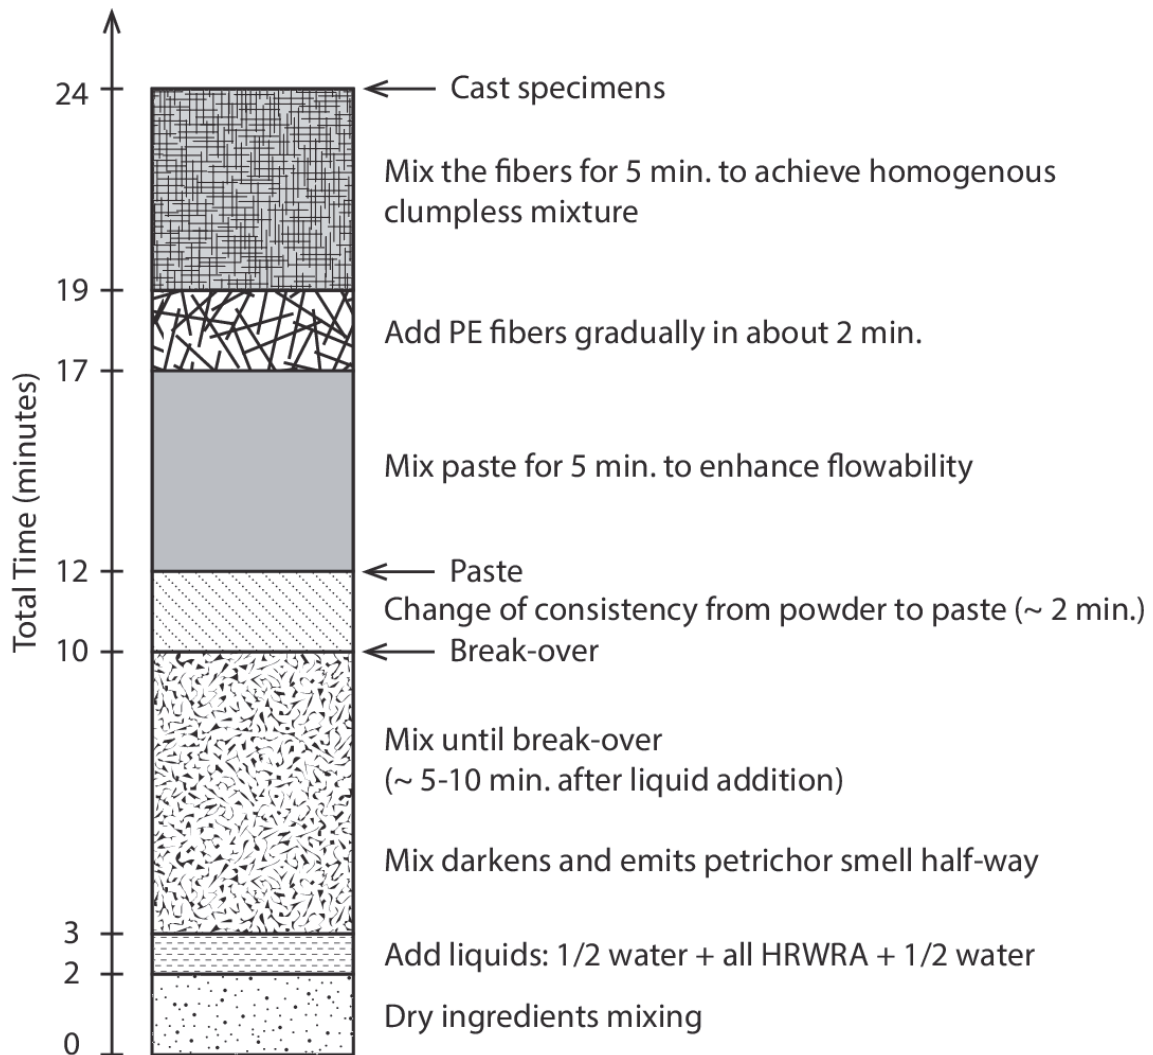 24
Cast specimens
Mix the fibers for 5 min. to achieve homogenous
clumpless mixture
19
Add PE fibers gradually in about 2 min.
17
Mix paste for 5 min. to enhance flowability
Total Time (minutes)
12
Paste
Change of consistency from powder to paste (~ 2 min.)
10
Break-over
Mix until break-over
(~ 5-10 min. after liquid addition)
Mix darkens and emits petrichor smell half-way
3
Add liquids: 1/2 water + all HRWRA + 1/2 water
2
Dry ingredients mixing
0